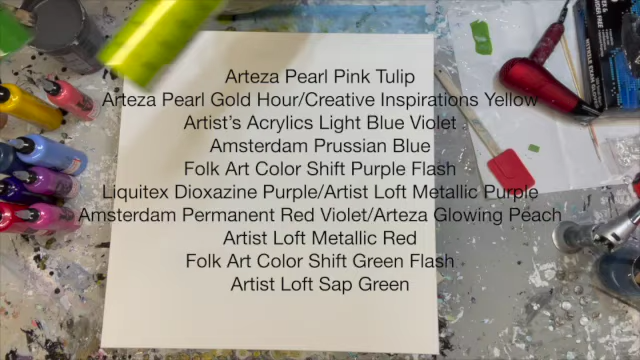 Arteza Pearl Pink Tulip
Arteza Pearl Gold Hour/Creative Inspirations Yellow
Artist's Acrylics Light Blue Violet
Amsterdam Prussian Blue
Folk Art Color Shift Purple Flash
Liquitex Dioxazine Purple/Artist Loft Metallic Purple
Amsterdam Permanent Red Violet/Arteza Glowing Peach
Artist Loft Metallic Red
Folk Art Color Shift Green Flash
Artist Loft Sap Green